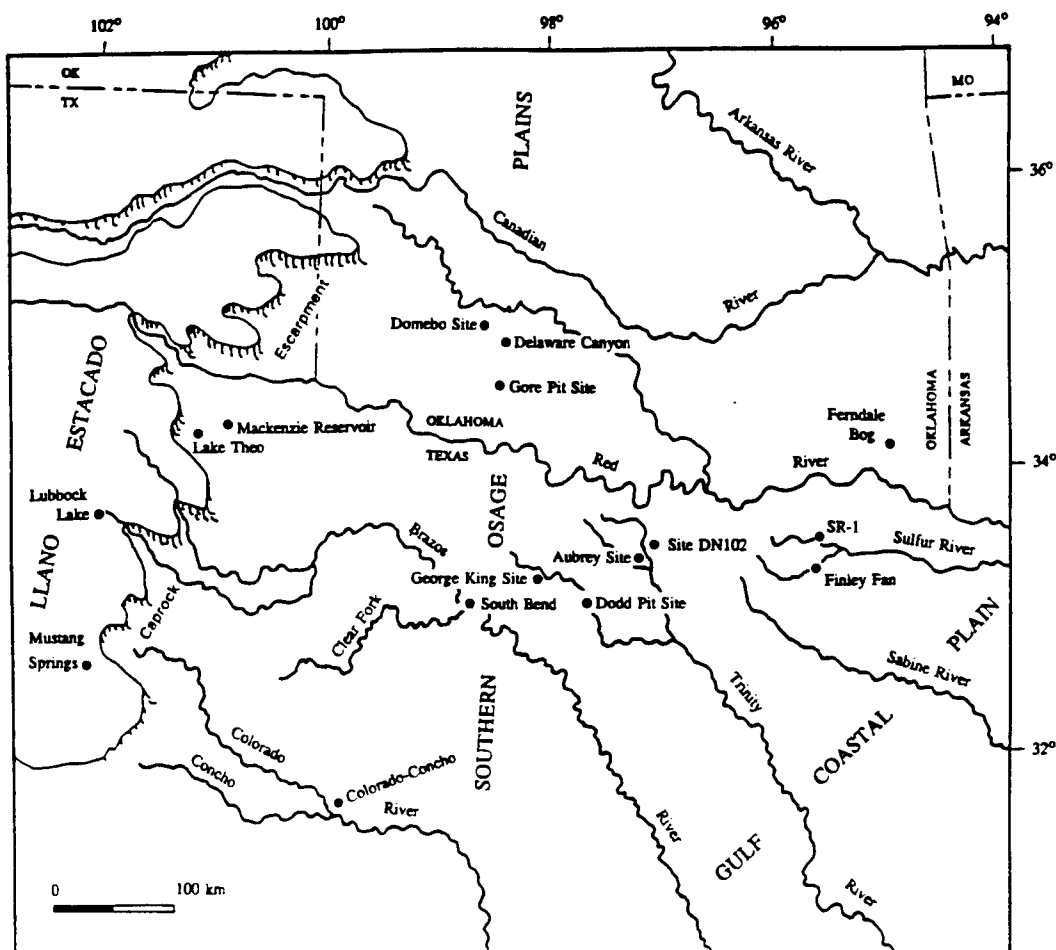 102°
100°
98°
96°
94°
OK
TX
MO
PLAINS
Arkansas River
36°
Canadian
River
Escarpment
Domebo Site
Delaware Canyon
Gore Pit Site
ESTACADO
OKLAHOMA
ARKANSAS
Ferndale
Bog
Mackenzie Reservoir
Lake Theo
OKLAHOMA
TEXAS
Red
River
34°
Lubbock
Lake
OSAGE
Brazos
SR-1
Site DN102
Sulfur River
Aubrey Site
Finley Fan
George King Site
LLANO
Caprock
Clear Fork
South Bend
Dodd Pit Site
PLAIN
Mustang
Springs
Sabine River
Trinity
SOUTHERN
COASTAL
32°
Colorado
Concho
Colorado-Concho
River
River
GULF
River
0
100 km